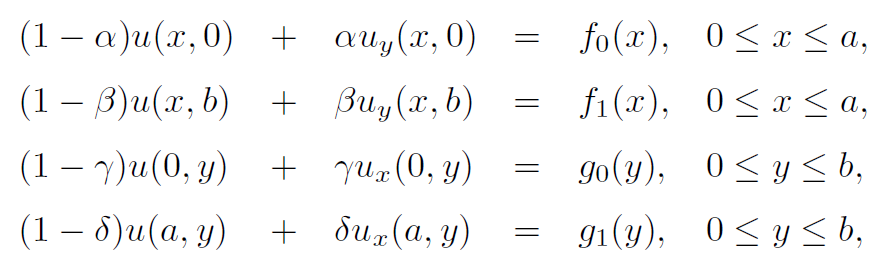 (1 − α)u(x, 0) + αu_y(x, 0) = f_0(x), 0 ≤ x ≤ a,
(1 − β)u(x, b) + βu_y(x, b) = f_1(x), 0 ≤ x ≤ a,
(1 − γ)u(0, y) + γu_x(0, y) = g_0(y), 0 ≤ y ≤ b,
(1 − δ)u(a, y) + δu_x(a, y) = g_1(y), 0 ≤ y ≤ b,